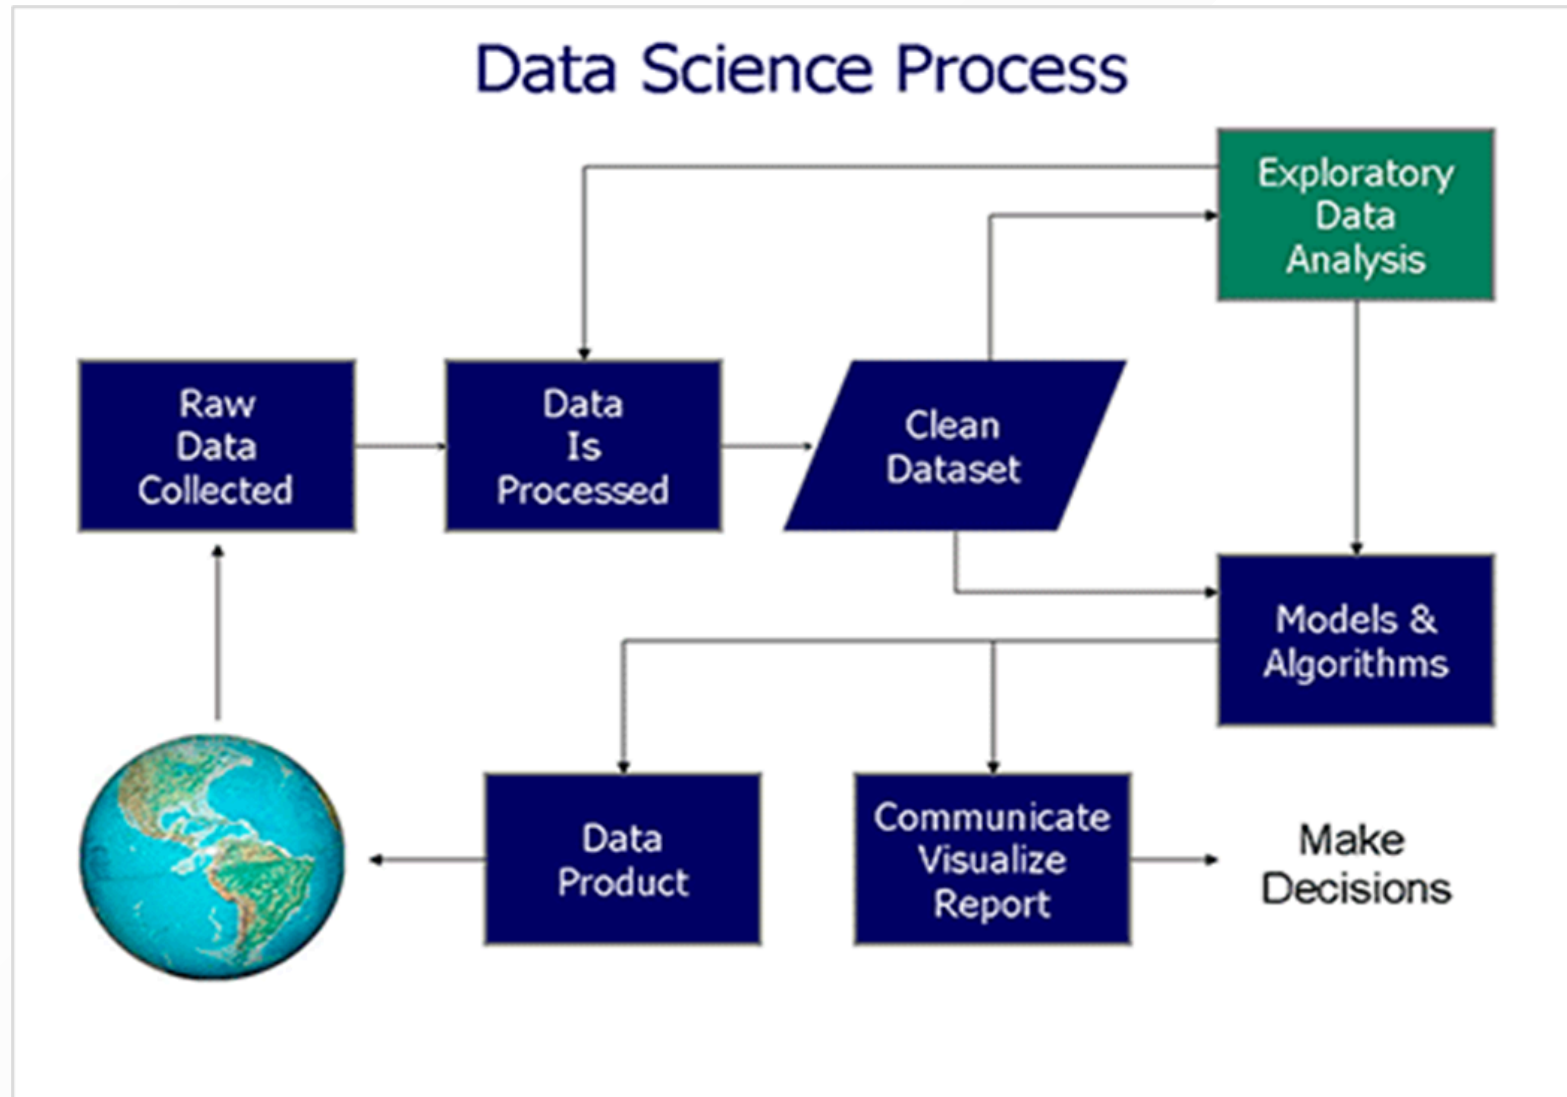 Data Science Process
Exploratory
Data
Analysis
Raw
Data
Collected
Data
Is
Processed
Clean
Dataset
Models &
Algorithms
Data
Product
Communicate
Visualize
Report
Make
Decisions